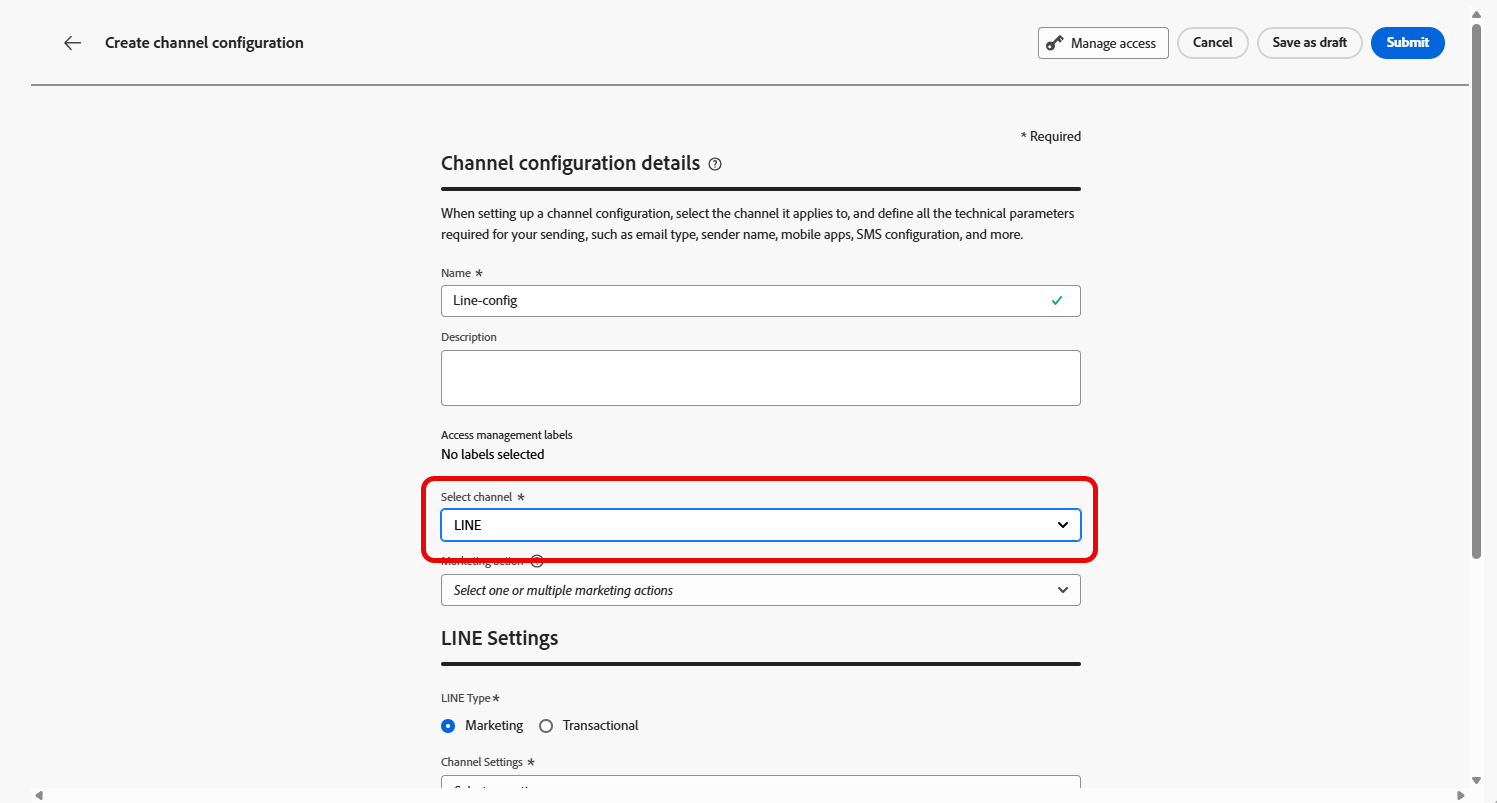 Create channel configuration
Manage access
Cancel
Save as draft
Submit
* Required
Channel configuration details
When setting up a channel configuration, select the channel it applies to, and define all the technical parameters
required for your sending, such as email type, sender name, mobile apps, SMS configuration, and more.
Name *
Line-config
Description
Access management labels
No labels selected
Select channel *
LINE
Marketing action
Select one or multiple marketing actions
LINE Settings
LINE Type *
Marketing
Transactional
Channel Settings *